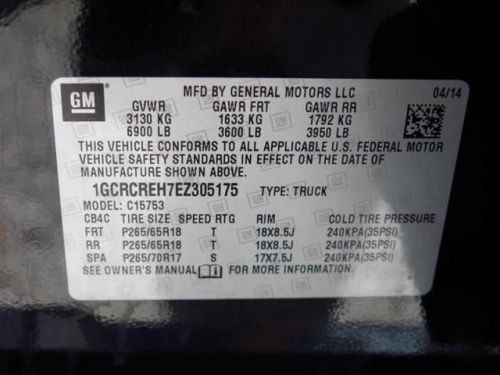 GM
MFD BY GENERAL MOTORS LLC 04/14
GVWR GAWR FRT GAWR RR
3130 KG 1633 KG 1792 KG
6900 LB 3600 LB 3950 LB
THIS VEHICLE CONFORMS TO ALL APPLICABLE U.S. FEDERAL MOTOR
VEHICLE SAFETY STANDARDS IN EFFECT ON THE DATE OF
MANUFACTURE SHOWN ABOVE.
1GCRCREH7EZ305175 TYPE: TRUCK
MODEL: C15753
CB4C TIRE SIZE SPEED RTG RIM COLD TIRE PRESSURE
FRT P265/65R18 T 18X8.5J 240KPA(35PSI)
RR P265/65R18 T 18X8.5J 240KPA(35PSI)
SPA P265/70R17 S 17X7.5J 240KPA(35PSI)
SEE OWNER'S MANUAL FOR MORE INFORMATION.